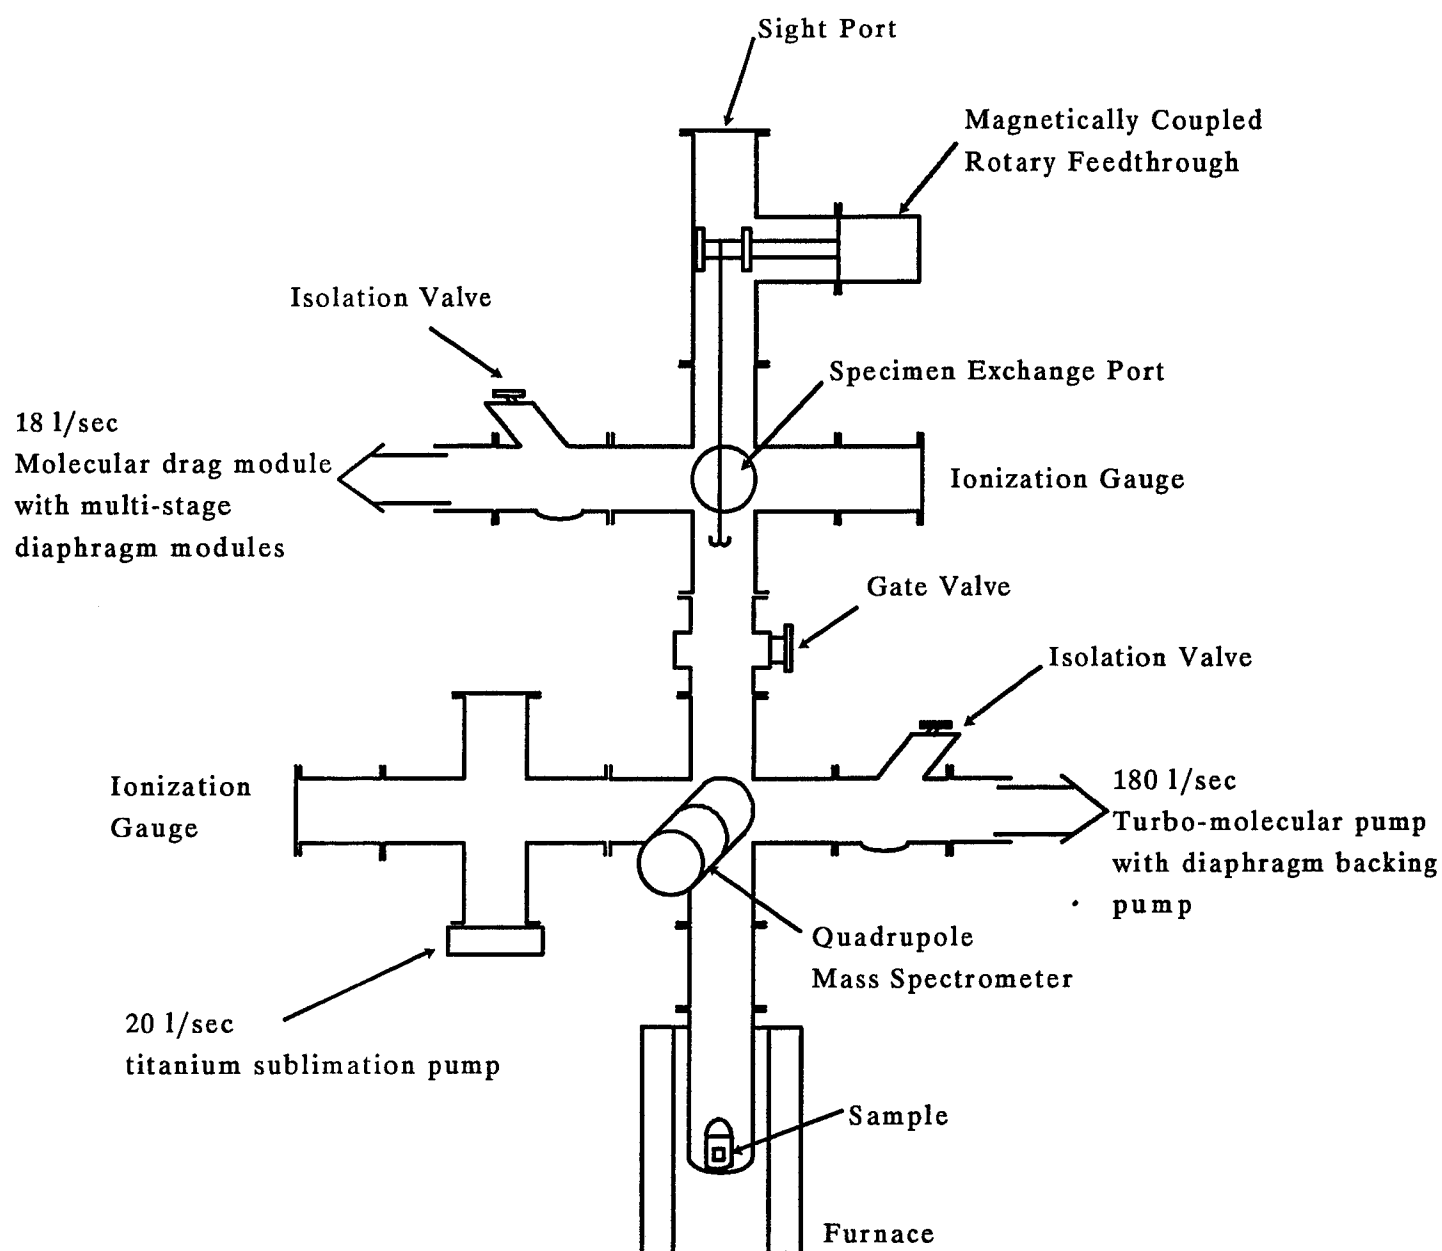 Sight Port
Magnetically Coupled
Rotary Feedthrough
Isolation Valve
Specimen Exchange Port
18 l/sec
Molecular drag module
with multi-stage
diaphragm modules
Ionization Gauge
Gate Valve
Isolation Valve
Ionization
Gauge
180 l/sec
Turbo-molecular pump
with diaphragm backing
pump
Quadrupole
Mass Spectrometer
20 l/sec
titanium sublimation pump
Sample
Furnace